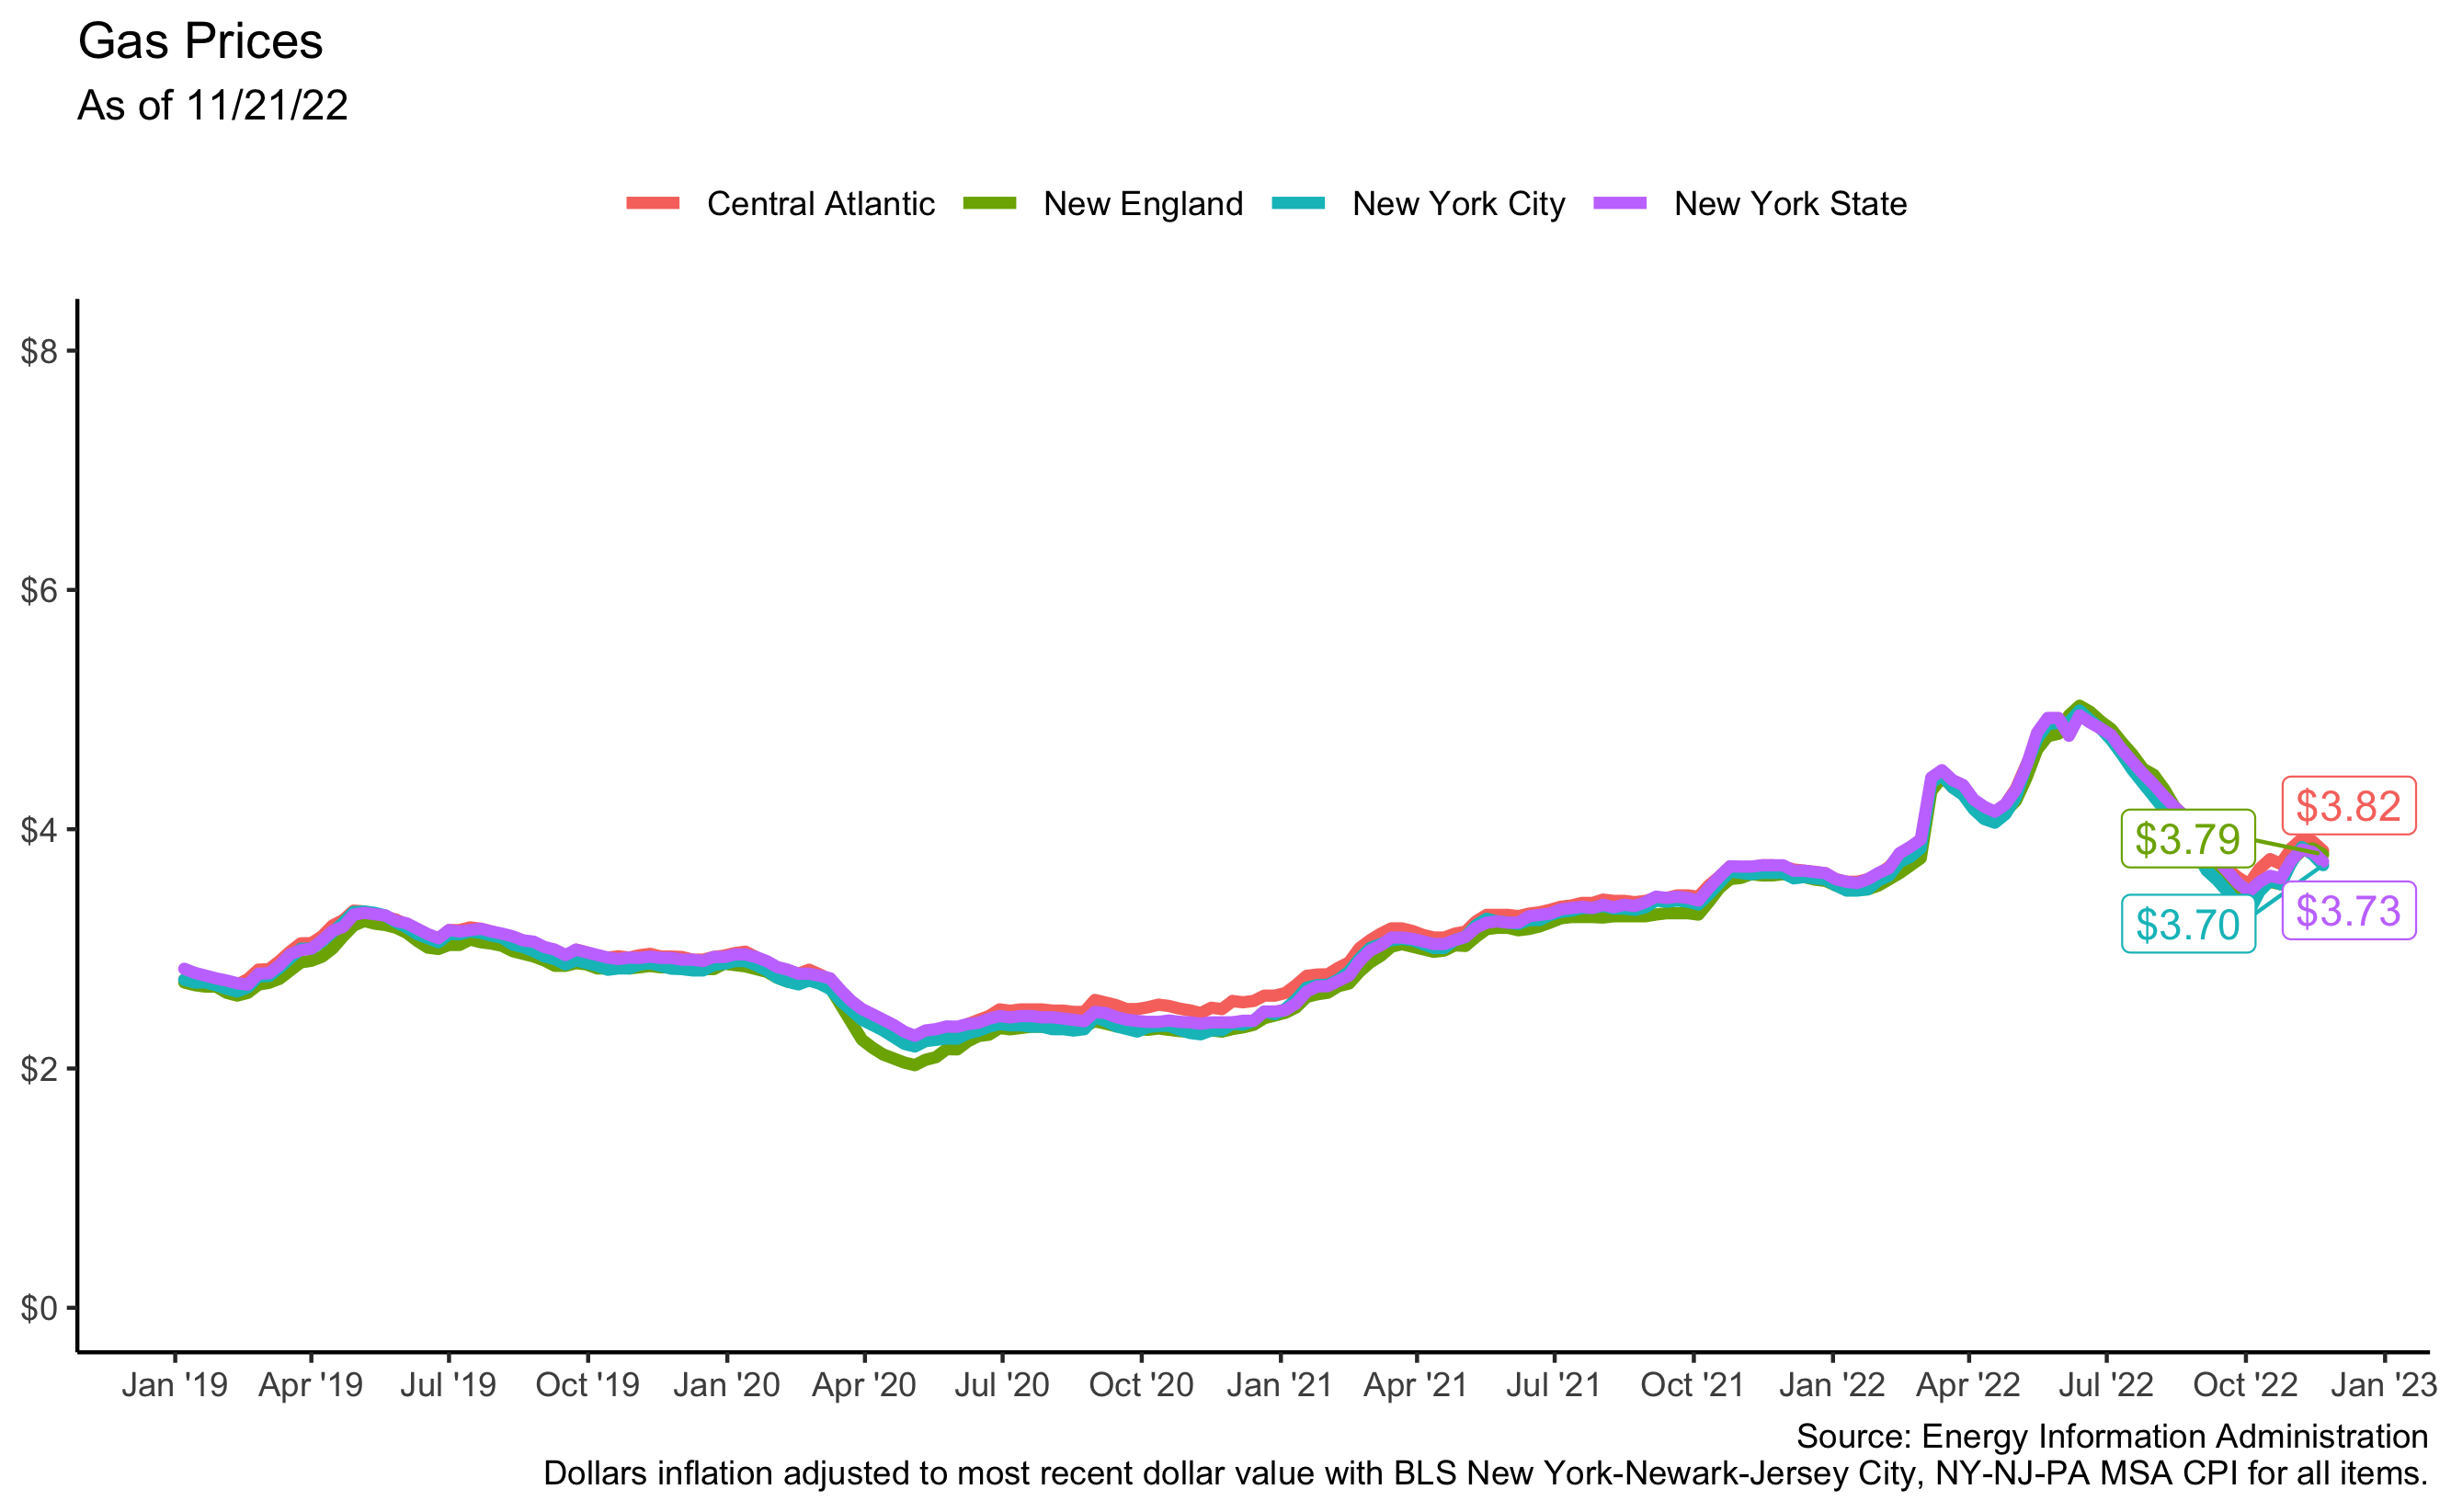 Gas Prices
As of 11/21/22
Central Atlantic New England New York City New York State
$8
$6
$4
$2
$0
$3.82
$3.79
$3.73
$3.70
Jan '19 Apr '19 Jul '19 Oct '19 Jan '20 Apr '20 Jul '20 Oct '20 Jan '21 Apr '21 Jul '21 Oct '21 Jan '22 Apr '22 Jul '22 Oct '22 Jan '23
Source: Energy Information Administration
Dollars inflation adjusted to most recent dollar value with BLS New York-Newark-Jersey City, NY-NJ-PA MSA CPI for all items.